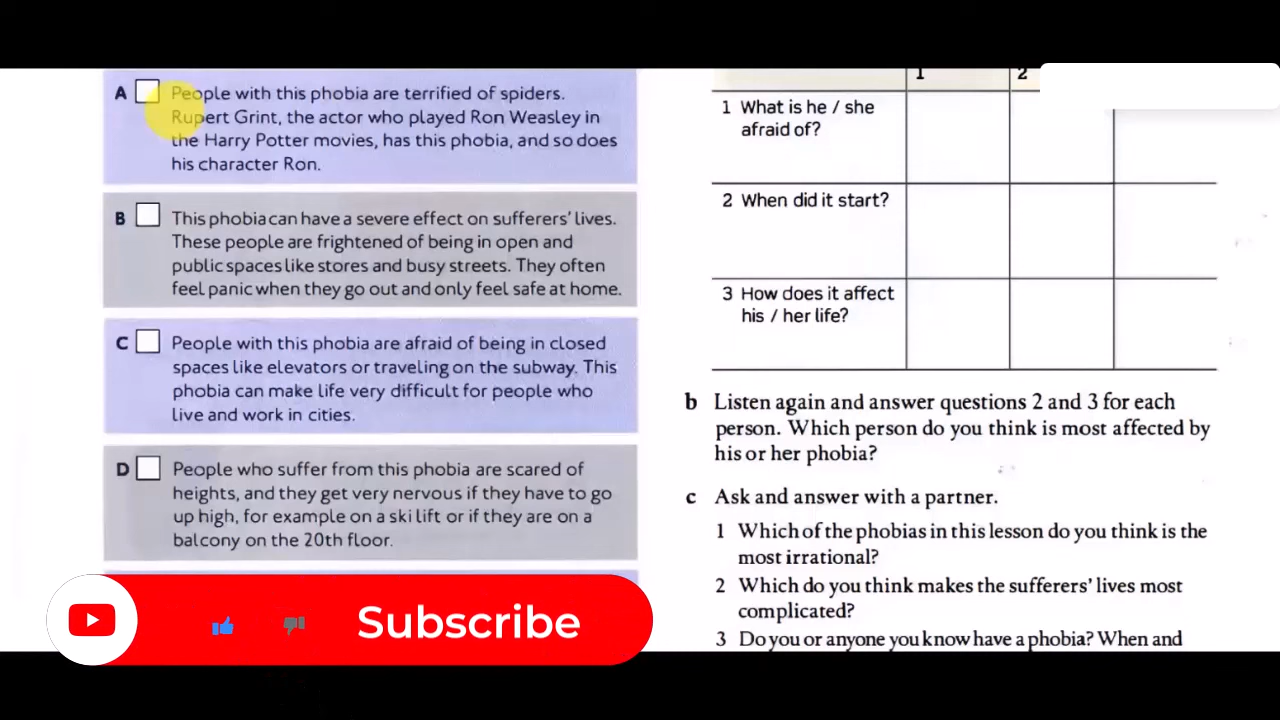 A People with this phobia are terrified of spiders.
Rupert Grint, the actor who played Ron Weasley in
the Harry Potter movies, has this phobia, and so does
his character Ron.
B This phobia can have a severe effect on sufferers' lives.
These people are frightened of being in open and
public spaces like stores and busy streets. They often
feel panic when they go out and only feel safe at home.
C People with this phobia are afraid of being in closed
spaces like elevators or traveling on the subway. This
phobia can make life very difficult for people who
live and work in cities.
D People who suffer from this phobia are scared of
heights, and they get very nervous if they have to go
up high, for example on a ski lift or if they are on a
balcony on the 20th floor.
Subscribe
1 2
1 What is he / she
afraid of?
2 When did it start?
3 How does it affect
his / her life?
b Listen again and answer questions 2 and 3 for each
person. Which person do you think is most affected by
his or her phobia?
c Ask and answer with a partner.
1 Which of the phobias in this lesson do you think is the
most irrational?
2 Which do you think makes the sufferers' lives most
complicated?
3 Do you or anyone you know have a phobia? When and